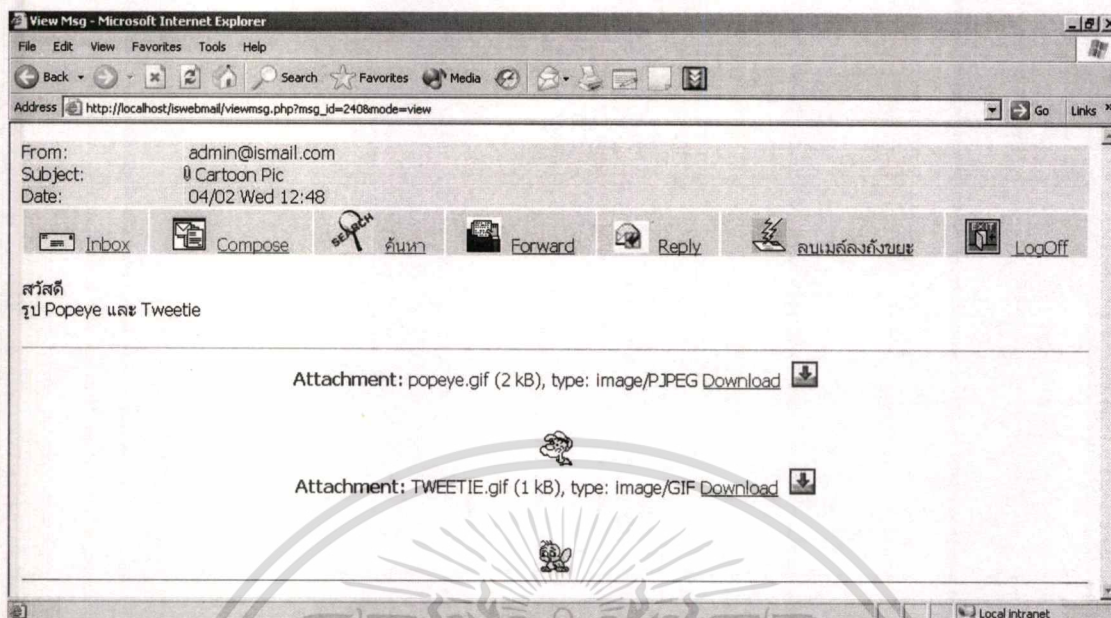 View Msg - Microsoft Internet Explorer
File Edit View Favorites Tools Help
Back Search Favorites Media
Address http://localhost/iswebmail/viewmsg.php?msg_id=240&mode=view Go Links »
From: admin@ismail.com
Subject: Cartoon Pic
Date: 04/02 Wed 12:48
Inbox Compose SEARCH ค้นหา Forward Reply ลบเมล์ลงถังขยะ LogOff
สวัสดี
รูป Popeye และ Tweetie
Attachment: popeye.gif (2 kB), type: image/PJPEG Download
Attachment: TWEETIE.gif (1 kB), type: image/GIF Download
Local intranet